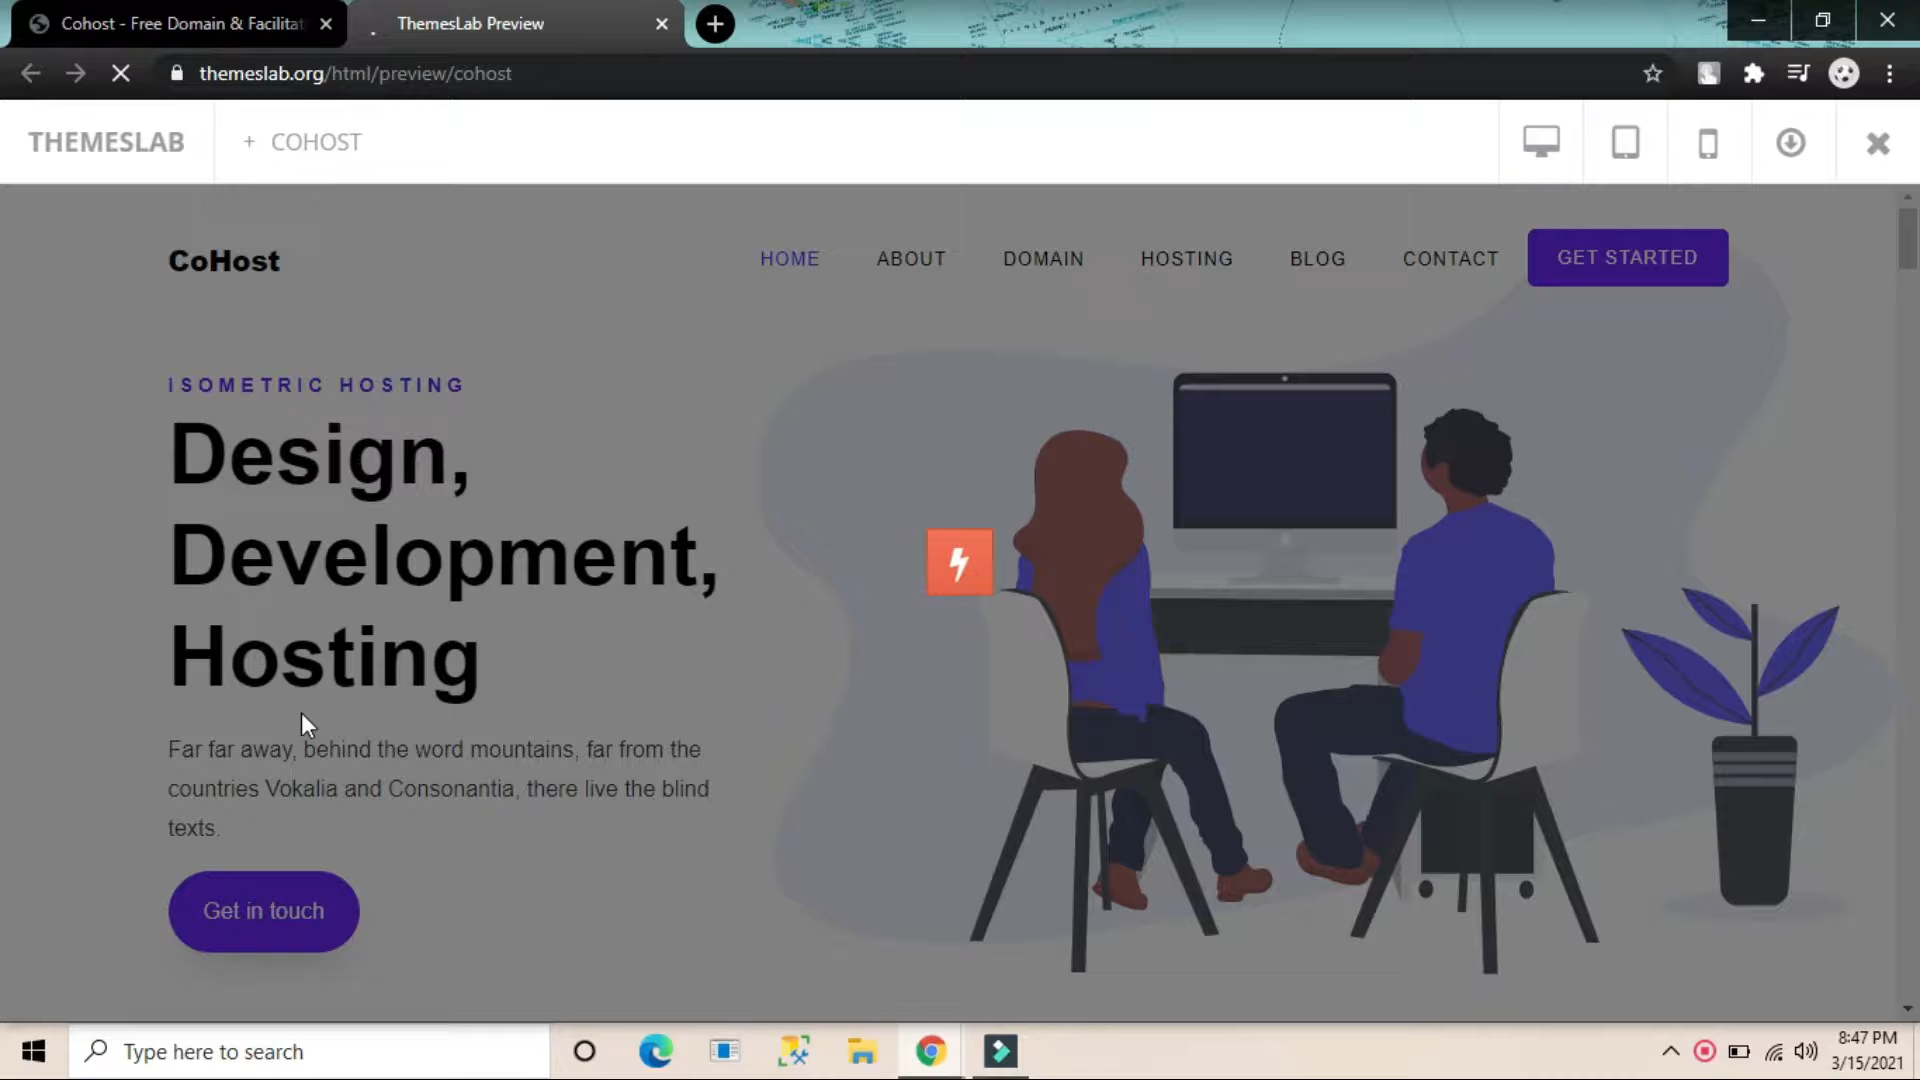 Cohost - Free Domain & Facilitat
ThemesLab Preview
themeslab.org/html/preview/cohost
THEMESLAB
+ COHOST
CoHost
HOME
ABOUT
DOMAIN
HOSTING
BLOG
CONTACT
GET STARTED
ISOMETRIC HOSTING
Design,
Development,
Hosting
Far far away, behind the word mountains, far from the
countries Vokalia and Consonantia, there live the blind
texts.
Get in touch
Type here to search
8:47 PM
3/15/2021